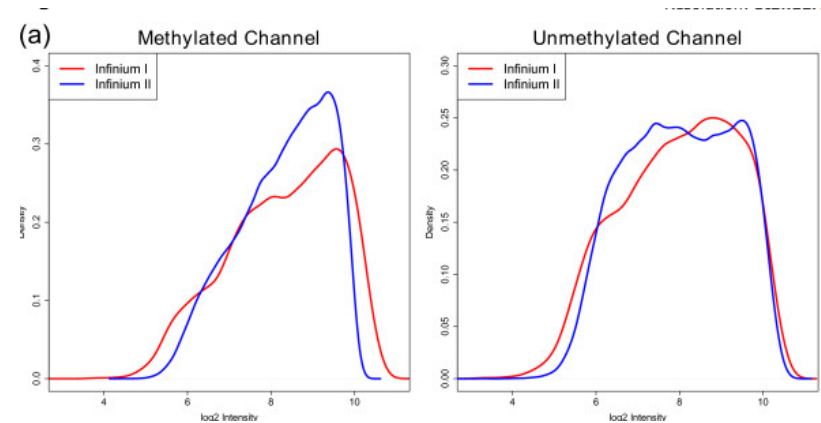 (a)
Methylated Channel
Infinium I
Infinium II
0.4
0.3
0.2
0.1
0.0
Density
4 6 8 10
log2 Intensity
Unmethylated Channel
Infinium I
Infinium II
0.30
0.25
0.20
0.15
0.10
0.05
0.00
Density
4 6 8 10
log2 Intensity